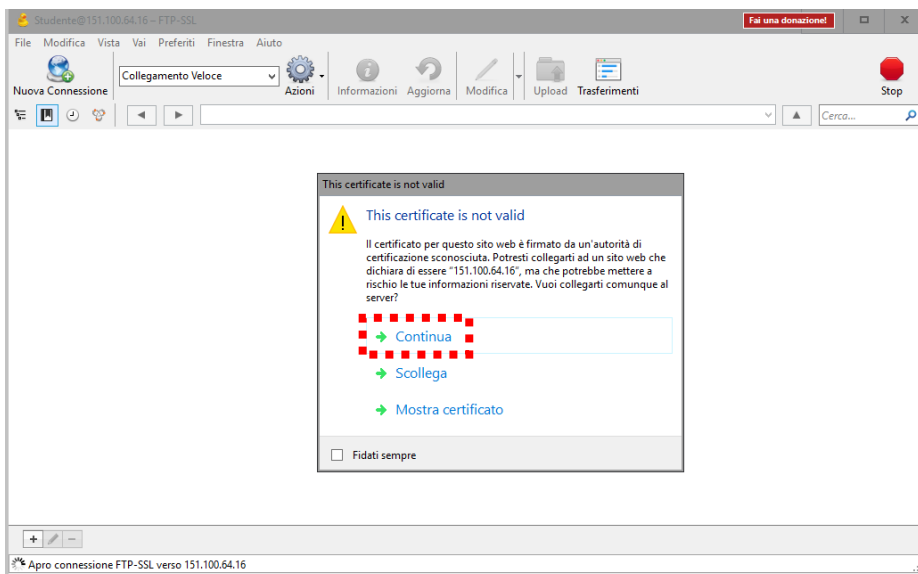 Studente@151.100.64.16 – FTP-SSL
Fai una donazione!
File Modifica Vista Vai Preferiti Finestra Aiuto
Collegamento Veloce
Nuova Connessione Azioni Informazioni Aggiorna Modifica Upload Trasferimenti Stop
Cerca...
This certificate is not valid
This certificate is not valid
Il certificato per questo sito web è firmato da un'autorità di
certificazione sconosciuta. Potresti collegarti ad un sito web che
dichiara di essere "151.100.64.16", ma che potrebbe mettere a
rischio le tue informazioni riservate. Vuoi collegarti comunque al
server?
Continua
Scollega
Mostra certificato
Fidati sempre
Apro connessione FTP-SSL verso 151.100.64.16